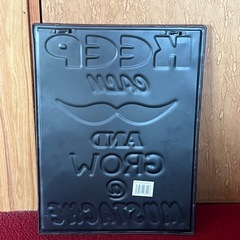 KEEP
CALM
AND
GROW
@
MUSTACHE